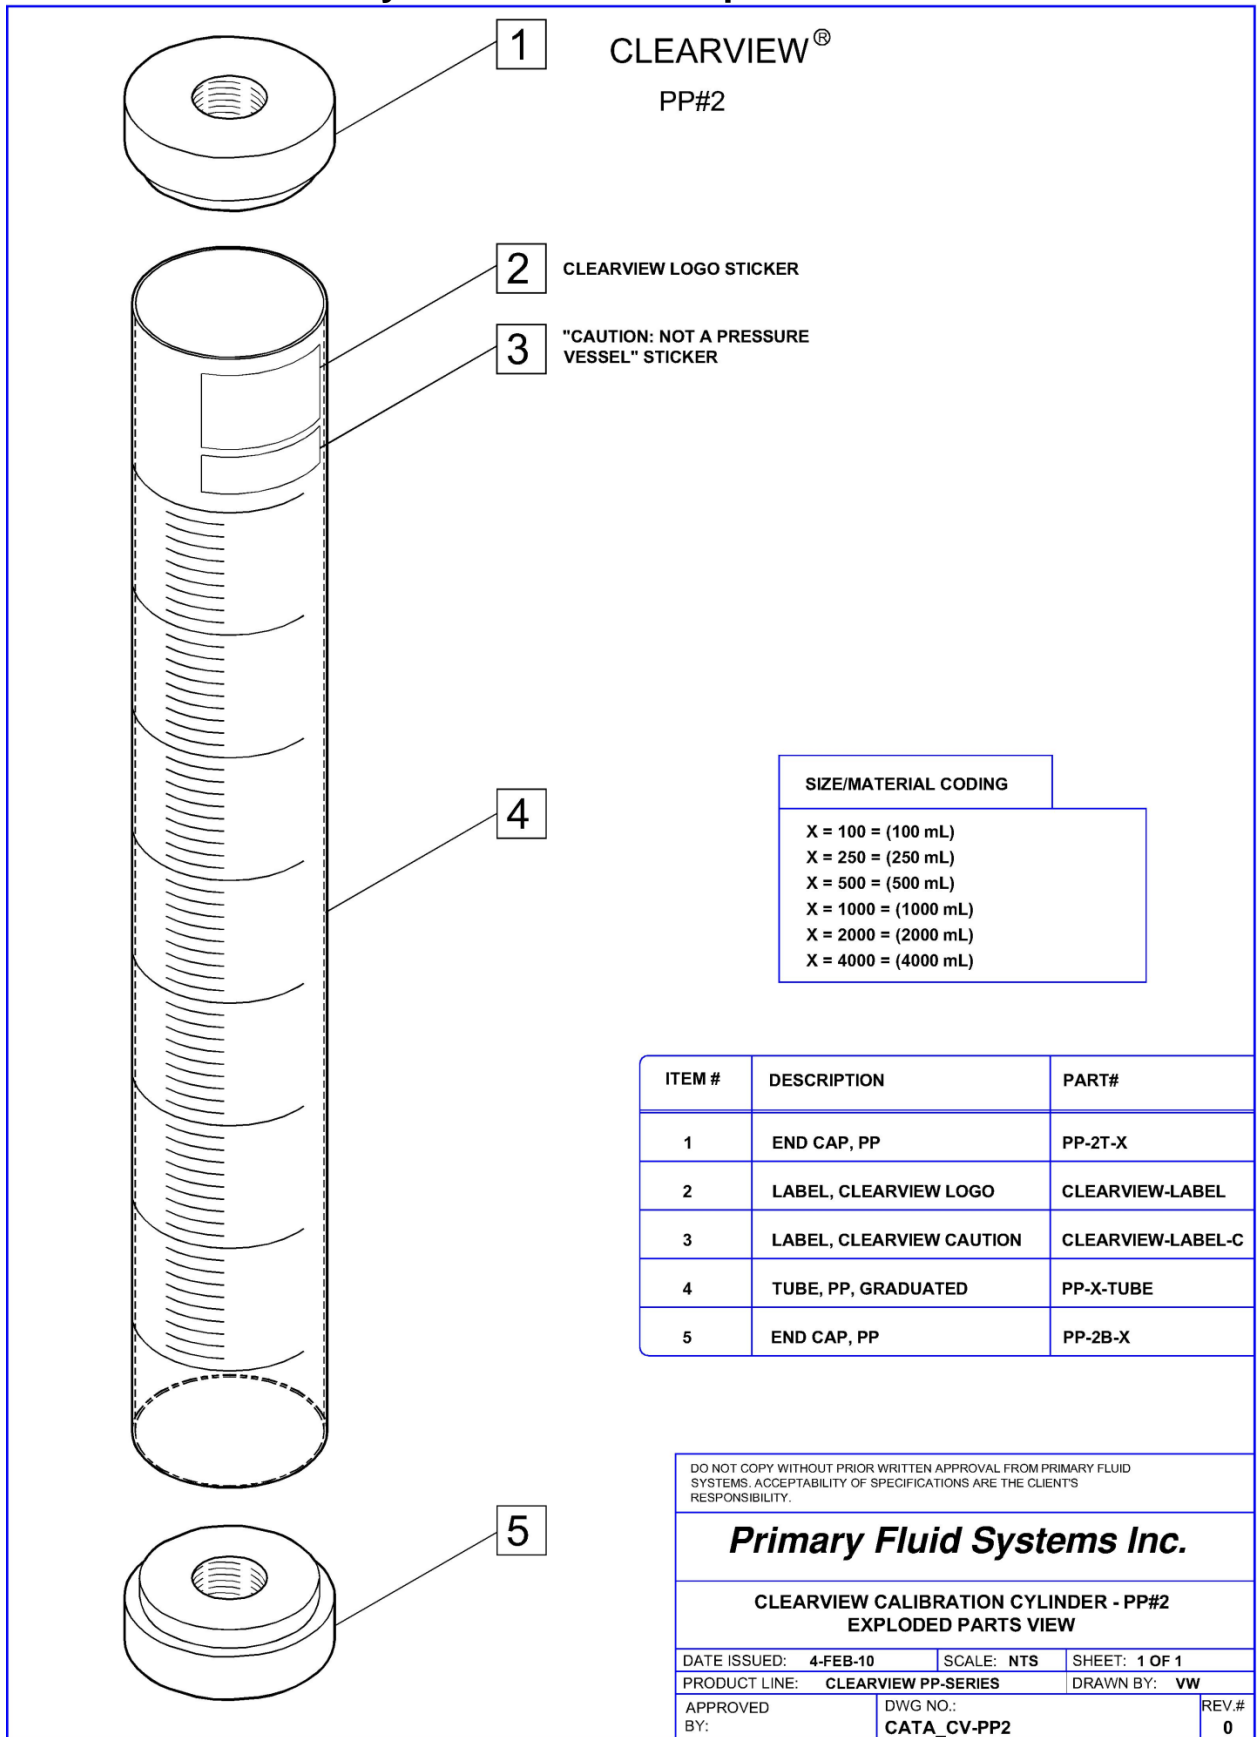 1
CLEARVIEW®
PP#2
2
CLEARVIEW LOGO STICKER
3
"CAUTION: NOT A PRESSURE
VESSEL" STICKER
4
SIZE/MATERIAL CODING
X = 100 = (100 mL)
X = 250 = (250 mL)
X = 500 = (500 mL)
X = 1000 = (1000 mL)
X = 2000 = (2000 mL)
X = 4000 = (4000 mL)
ITEM # DESCRIPTION PART#
1 END CAP, PP PP-2T-X
2 LABEL, CLEARVIEW LOGO CLEARVIEW-LABEL
3 LABEL, CLEARVIEW CAUTION CLEARVIEW-LABEL-C
4 TUBE, PP, GRADUATED PP-X-TUBE
5 END CAP, PP PP-2B-X
5
DO NOT COPY WITHOUT PRIOR WRITTEN APPROVAL FROM PRIMARY FLUID
SYSTEMS. ACCEPTABILITY OF SPECIFICATIONS ARE THE CLIENT'S
RESPONSIBILITY.
Primary Fluid Systems Inc.
CLEARVIEW CALIBRATION CYLINDER - PP#2
EXPLODED PARTS VIEW
DATE ISSUED: 4-FEB-10 SCALE: NTS SHEET: 1 OF 1
PRODUCT LINE: CLEARVIEW PP-SERIES DRAWN BY: VW
APPROVED DWG NO.: REV.#
BY: CATA_CV-PP2 0